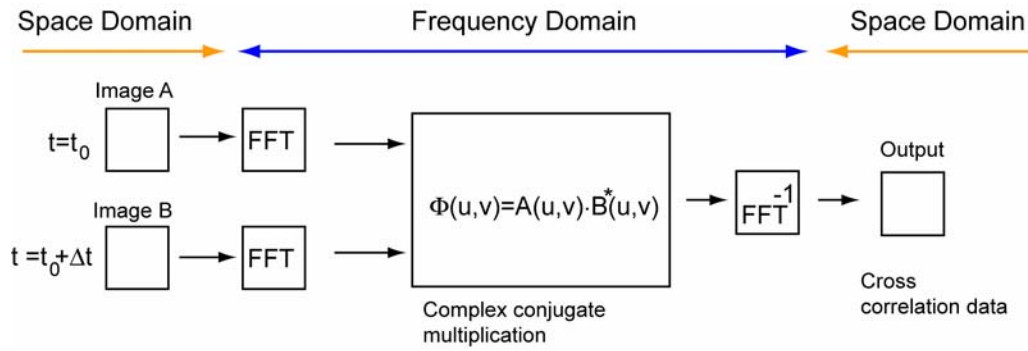 Space Domain
Frequency Domain
Space Domain
Image A
t=t₀
FFT
Image B
t =t₀+Δt
FFT
Φ(u,v)=A(u,v)·B*(u,v)
Complex conjugate
multiplication
FFT⁻¹
Output
Cross
correlation data